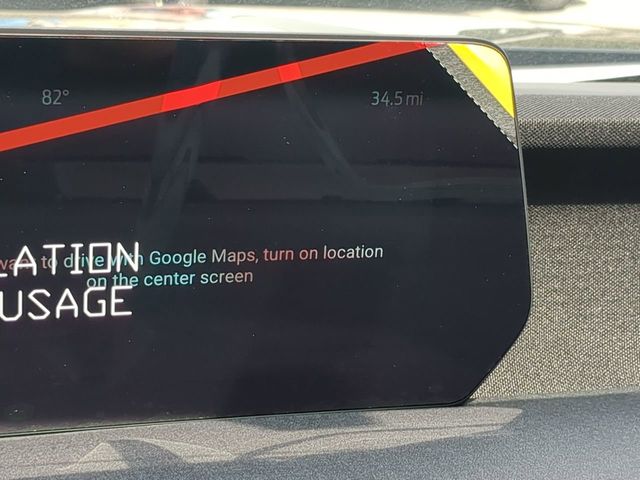 82°
34.5 mi
to drive with Google Maps, turn on location
on the center screen
LATION
USAGE